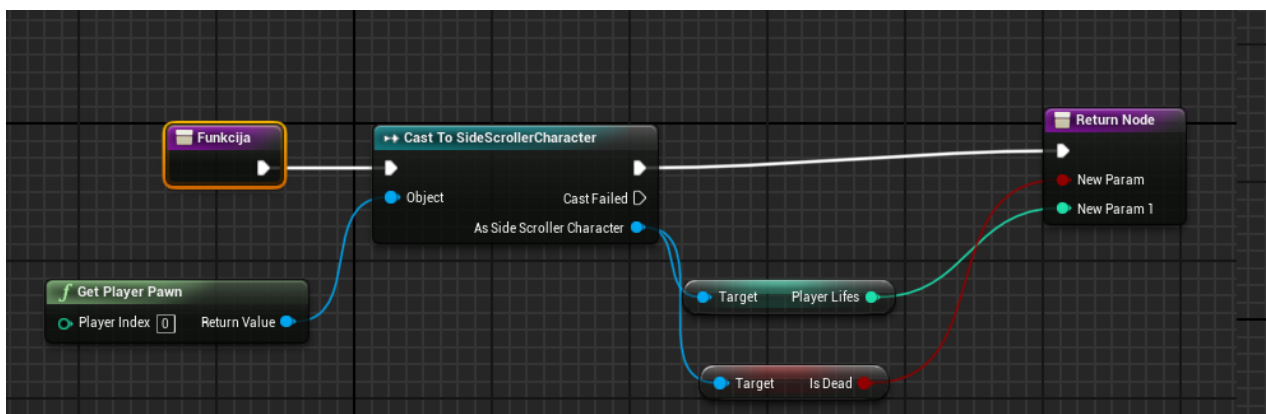 Funkcija
Cast To SideScrollerCharacter
Object
Cast Failed
As Side Scroller Character
f Get Player Pawn
Player Index 0 Return Value
Target Player Lifes
Target Is Dead
Return Node
New Param
New Param 1